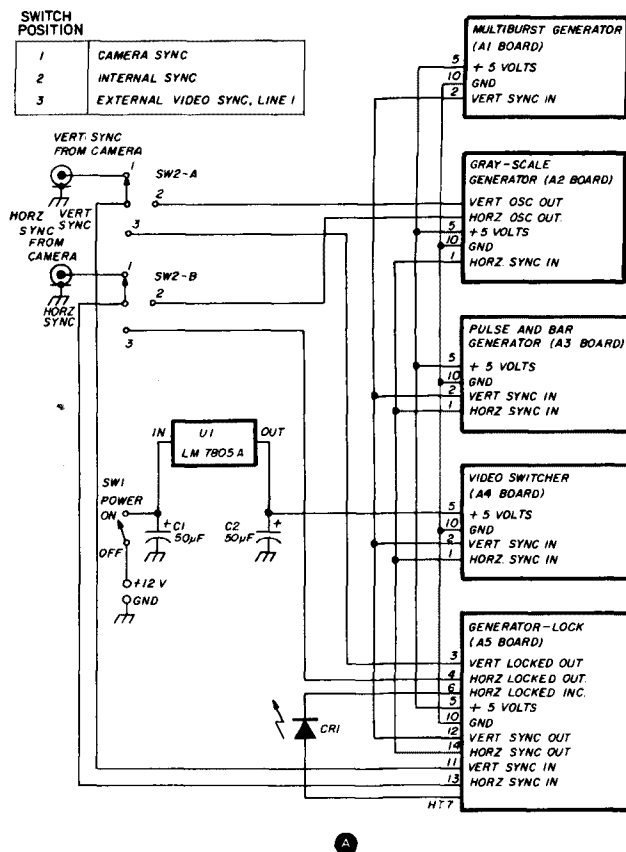 SWITCH
POSITION
1 CAMERA SYNC
2 INTERNAL SYNC
3 EXTERNAL VIDEO SYNC, LINE 1
VERT. SYNC
FROM CAMERA
1
SW2-A
2
3
VERT
SYNC
HORZ
SYNC
FROM
CAMERA
1
SW2-B
2
3
HORZ
SYNC
IN
U1
LM 7805A
OUT
SW1
POWER
ON
OFF
+
C1
50µF
C2
50µF
+
+12 V
GND
CR1
MULTIBURST GENERATOR
(A1 BOARD)
5 + 5 VOLTS
10 GND
2 VERT SYNC IN
GRAY-SCALE
GENERATOR (A2 BOARD)
VERT OSC OUT
HORZ OSC OUT.
5 + 5 VOLTS
10 GND
1 HORZ. SYNC IN
PULSE AND BAR
GENERATOR (A3 BOARD)
5 + 5 VOLTS
10 GND
2 VERT SYNC IN
1 HORZ SYNC IN
VIDEO SWITCHER
(A4 BOARD)
5 + 5 VOLTS
10 GND
2 VERT SYNC IN
1 HORZ. SYNC IN
GENERATOR-LOCK
(A5 BOARD)
3 VERT LOCKED OUT
4 HORZ LOCKED OUT.
6 HORZ LOCKED INC.
5 + 5 VOLTS
10 GND
12 VERT SYNC OUT
14 HORZ SYNC OUT
11 VERT SYNC IN
13 HORZ SYNC IN
HT7
A